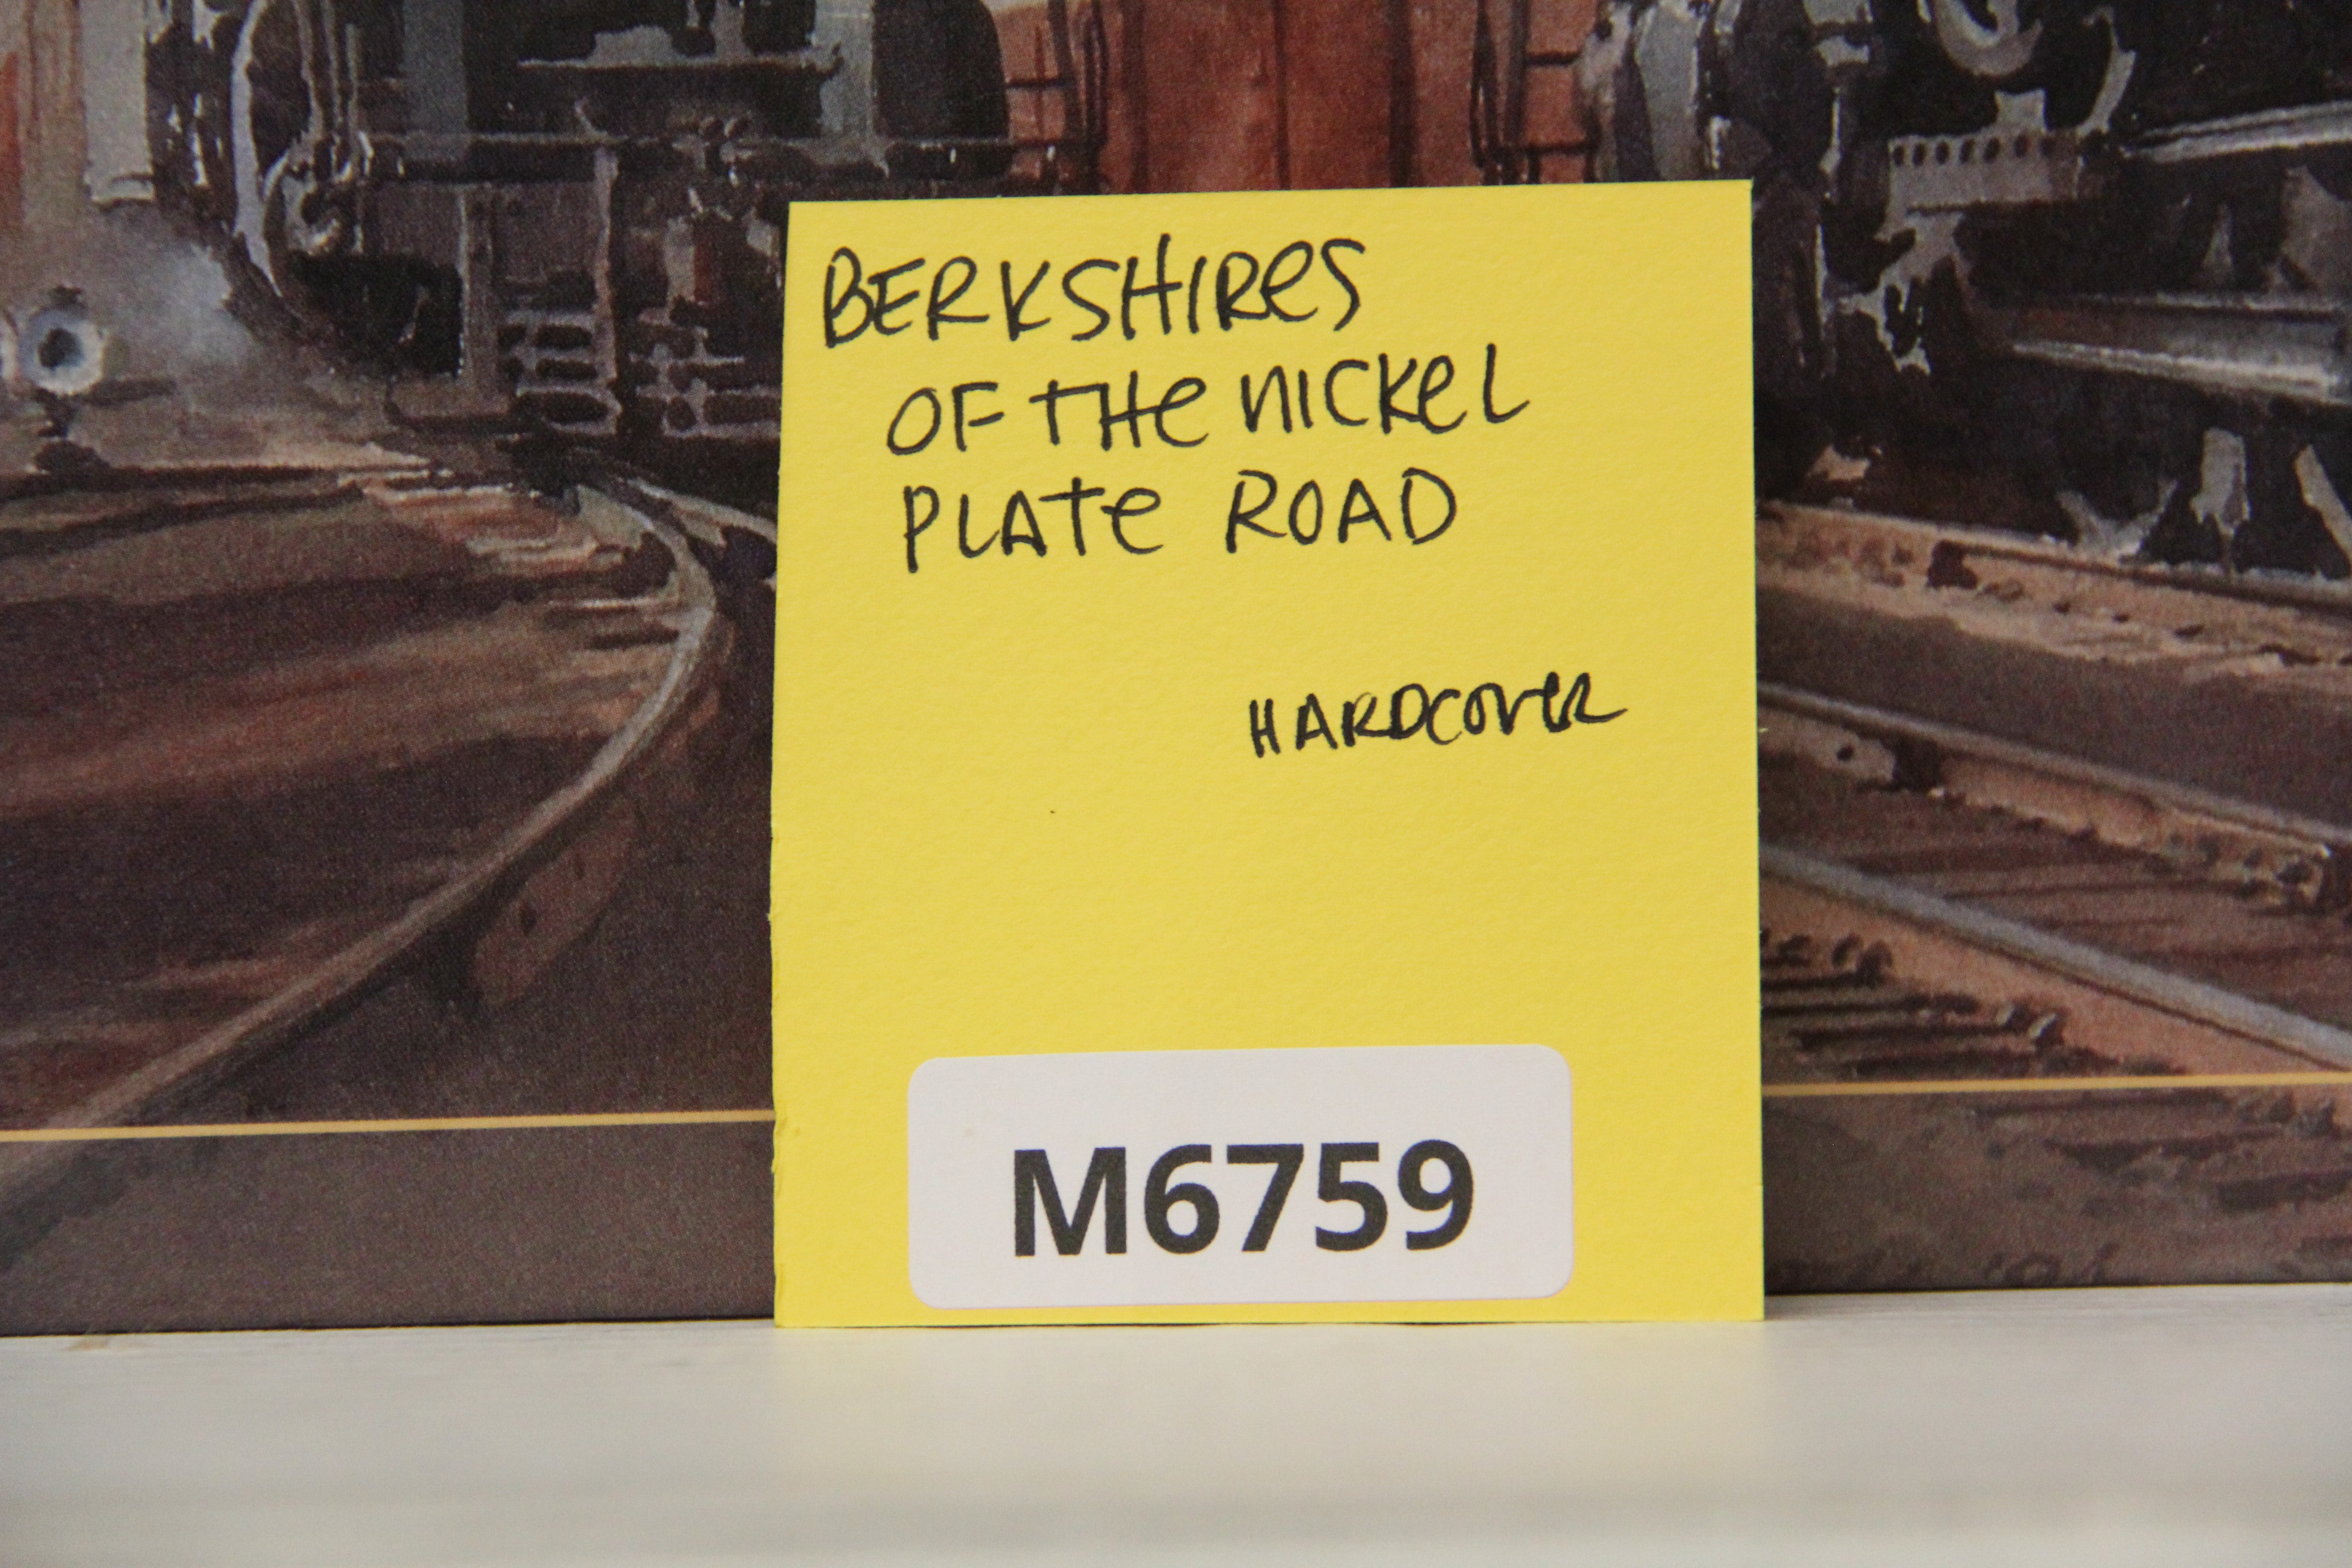 BERKSHIRES
OF THE NICKEL
PLATE ROAD
HARDCOVER
M6759